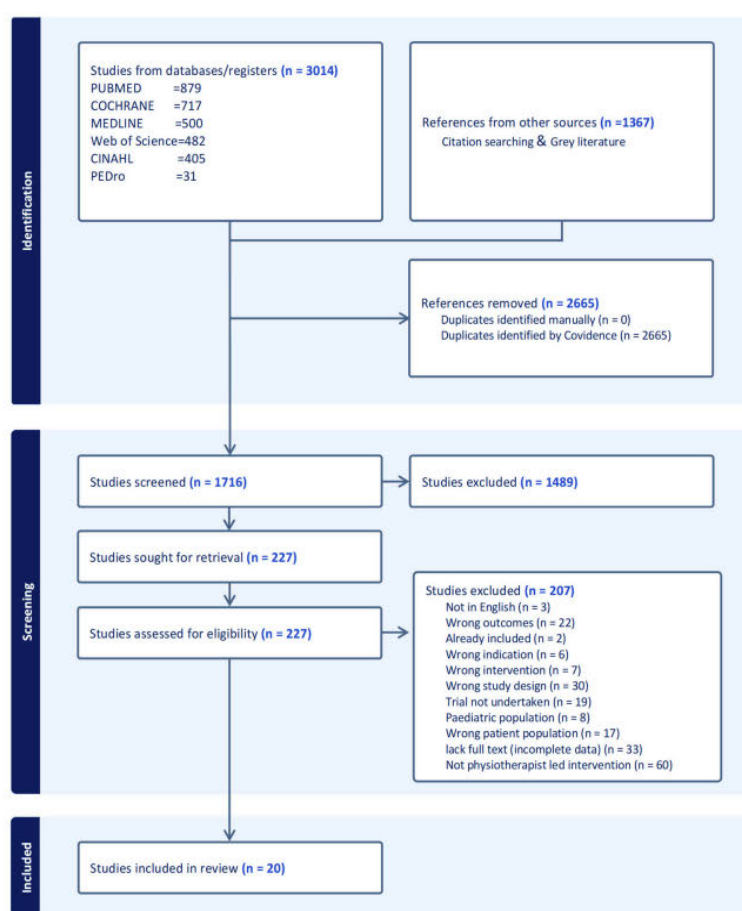 Identification
Studies from databases/registers (n = 3014)
PUBMED =879
COCHRANE =717
MEDLINE =500
Web of Science=482
CINAHL =405
PEDro =31
References from other sources (n =1367)
Citation searching & Grey literature
References removed (n = 2665)
Duplicates identified manually (n = 0)
Duplicates identified by Covidence (n = 2665)
Screening
Studies screened (n = 1716)
Studies excluded (n = 1489)
Studies sought for retrieval (n = 227)
Studies assessed for eligibility (n = 227)
Studies excluded (n = 207)
Not in English (n = 3)
Wrong outcomes (n = 22)
Already included (n = 2)
Wrong indication (n = 6)
Wrong intervention (n = 7)
Wrong study design (n = 30)
Trial not undertaken (n = 19)
Paediatric population (n = 8)
Wrong patient population (n = 17)
lack full text (incomplete data) (n = 33)
Not physiotherapist led intervention (n = 60)
Included
Studies included in review (n = 20)